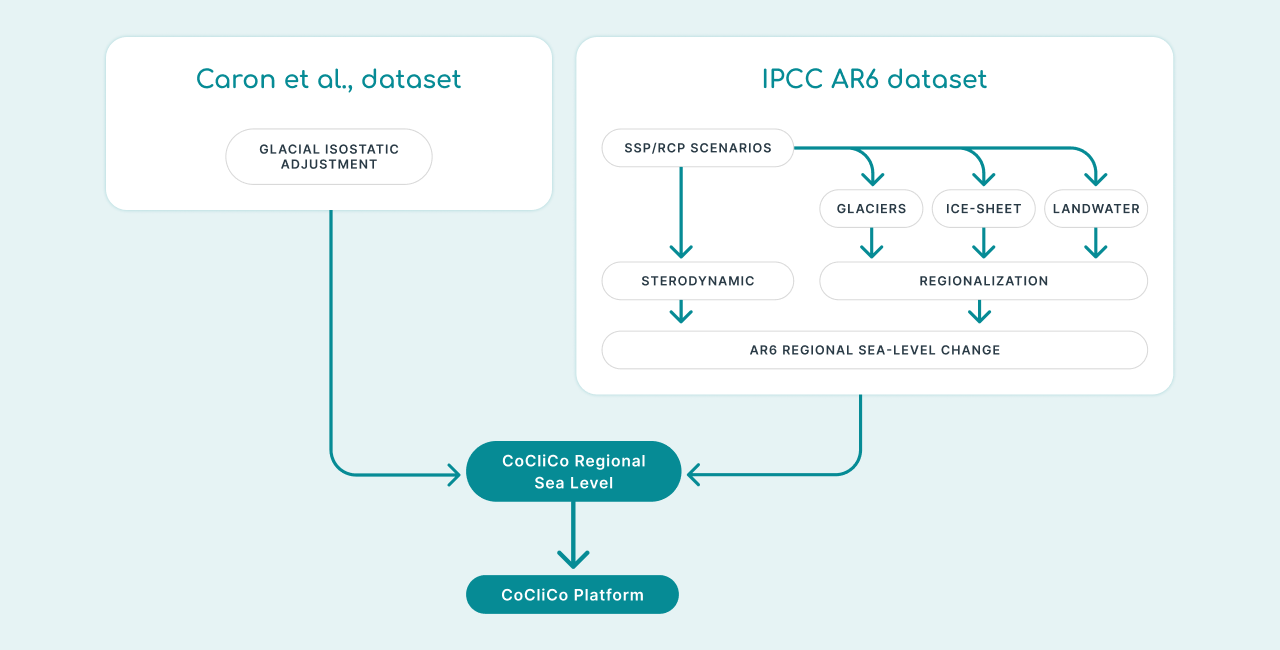 Caron et al., dataset
GLACIAL ISOSTATIC
ADJUSTMENT
IPCC AR6 dataset
SSP/RCP SCENARIOS
GLACIERS
ICE-SHEET
LANDWATER
STERODYNAMIC
REGIONALIZATION
AR6 REGIONAL SEA-LEVEL CHANGE
CoCliCo Regional
Sea Level
CoCliCo Platform